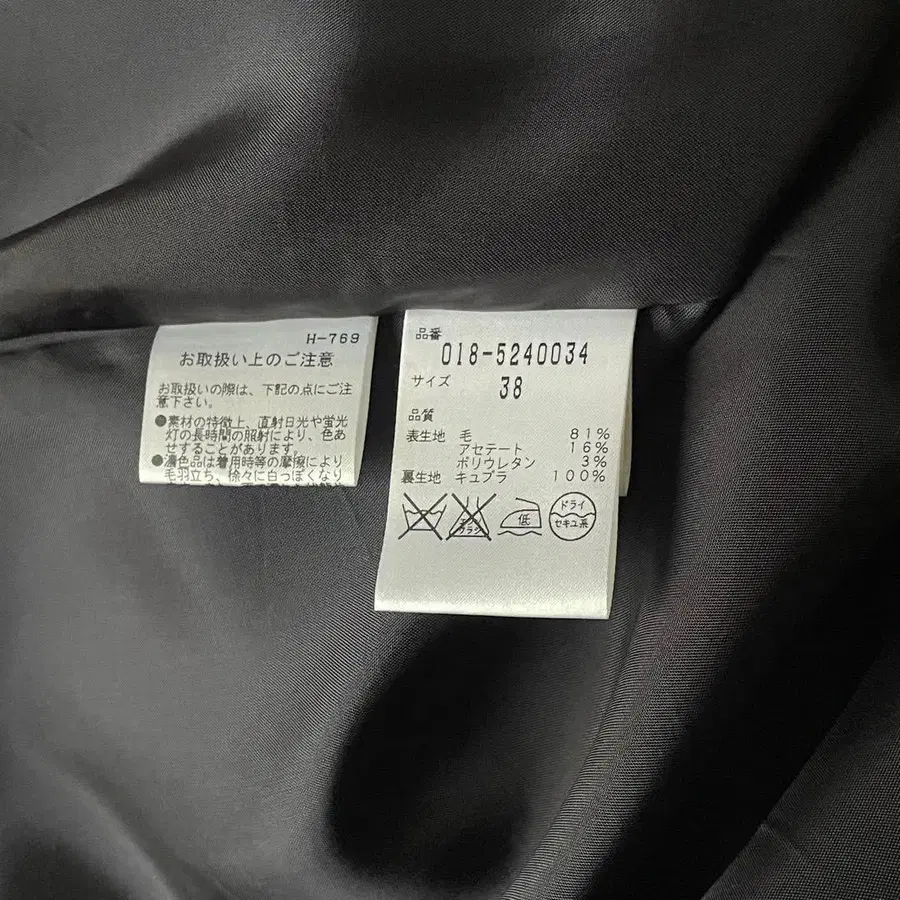 H-769
お取扱い上のご注意
お取扱いの際は、下記の点にご注
意下さい。
●素材の特徴上、直射日光や蛍光
灯の長時間の照射により、色あ
せすることがあります。
●濃色品は着用時等の摩擦により
毛羽立ち、徐々に白っぽくなり
品番
018-5240034
サイズ
38
品質
表生地 毛 81%
アセテート 16%
ポリウレタン 3%
裏生地 キュプラ 100%
エンソ
ブラシ
低
ドライ
セキユ系